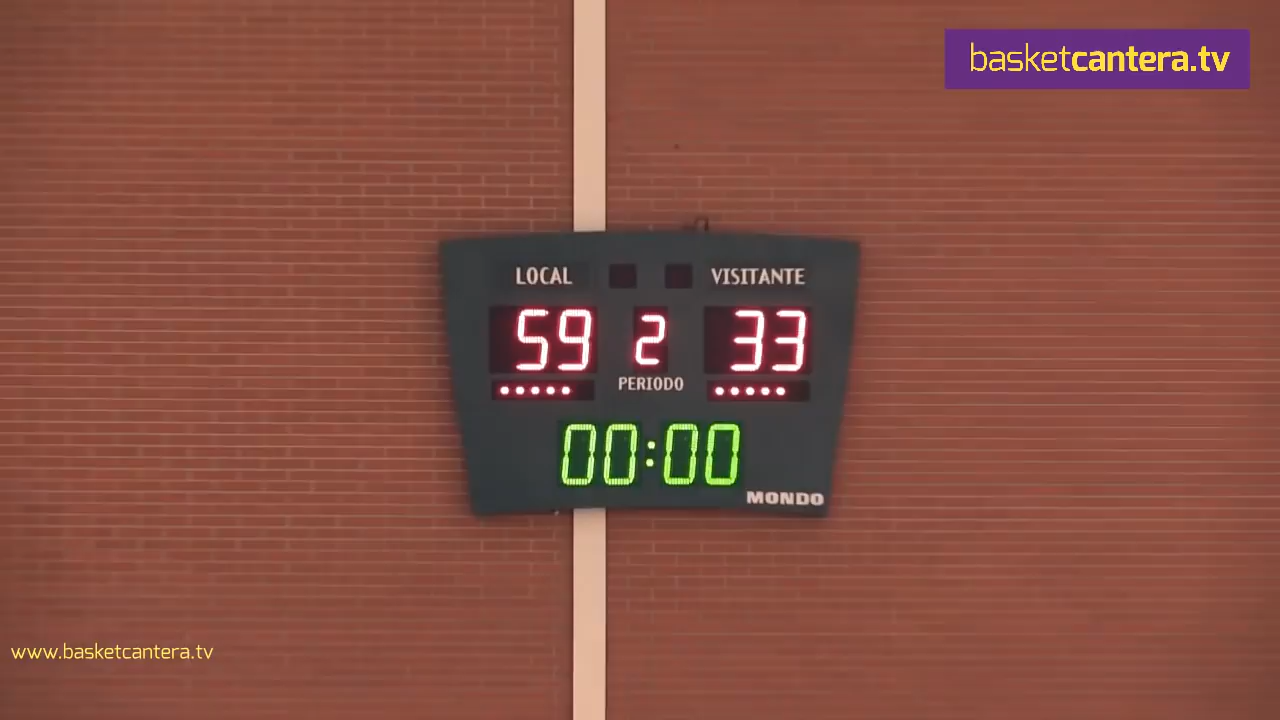 basketcantera.tv
LOCAL VISITANTE
59 2 33
PERIODO
00:00
MONDO
www.basketcantera.tv